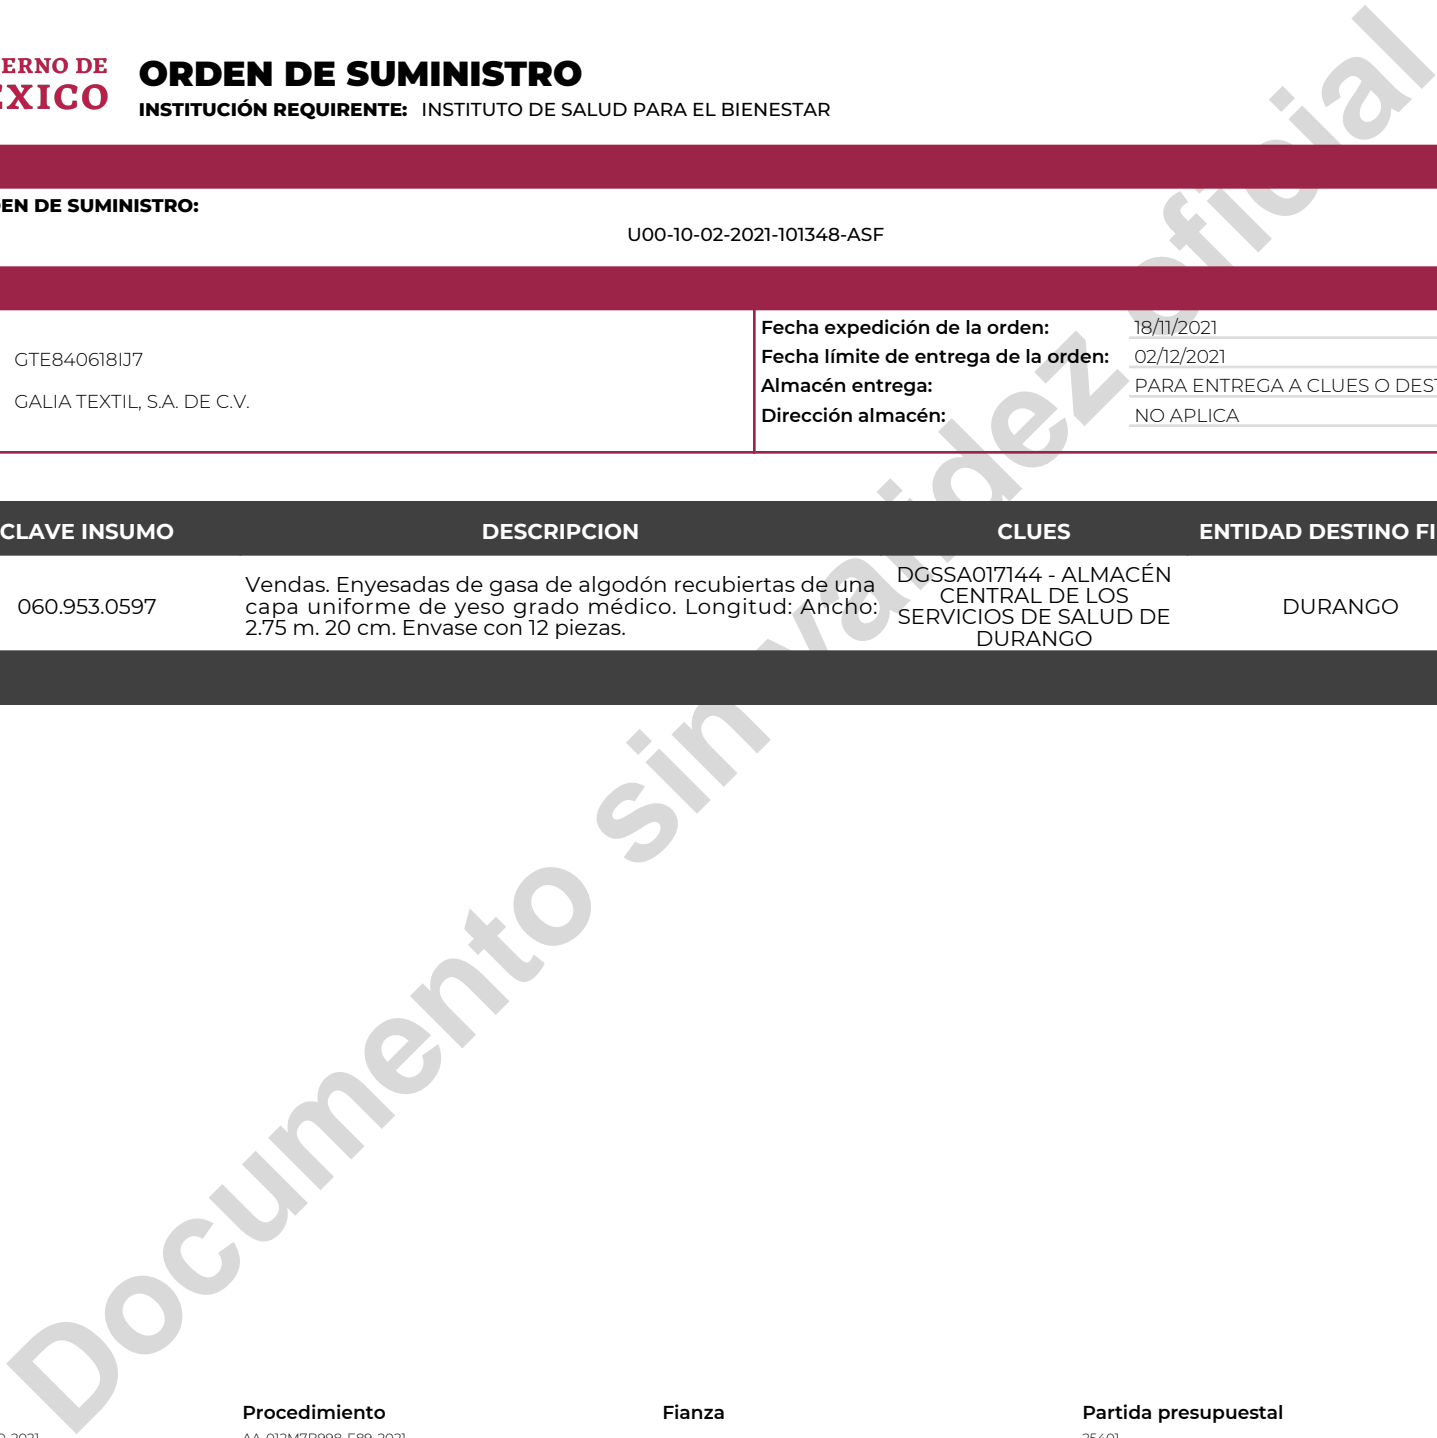 ERNO DE
EXICO
ORDEN DE SUMINISTRO
INSTITUCIÓN REQUIRENTE: INSTITUTO DE SALUD PARA EL BIENESTAR
EN DE SUMINISTRO:
U00-10-02-2021-101348-ASF
GTE840618IJ7
GALIA TEXTIL, S.A. DE C.V.
Fecha expedición de la orden: 18/11/2021
Fecha límite de entrega de la orden: 02/12/2021
Almacén entrega: PARA ENTREGA A CLUES O DEST
Dirección almacén: NO APLICA
CLAVE INSUMO DESCRIPCION CLUES ENTIDAD DESTINO FI
060.953.0597
Vendas. Enyesadas de gasa de algodón recubiertas de una
capa uniforme de yeso grado médico. Longitud: Ancho:
2.75 m. 20 cm. Envase con 12 piezas.
DGSSA017144 - ALMACÉN
CENTRAL DE LOS
SERVICIOS DE SALUD DE
DURANGO
DURANGO
Documento sin validez oficial
Procedimiento Fianza Partida presupuestal